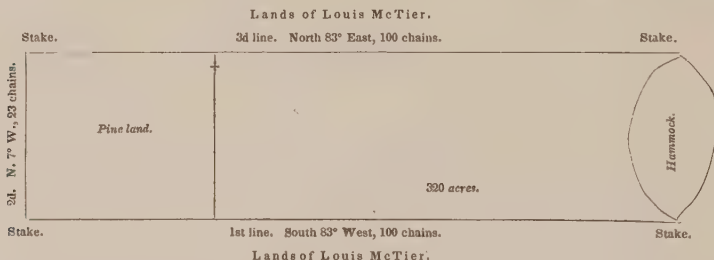 Lands of Louis McTier.
Stake. 3d line. North 83° East, 100 chains. Stake.
2d. N. 7° W., 23 chains.
Pine land.
Hammock.
320 acres.
Stake. 1st line. South 83° West, 100 chains. Stake.
Lands of Louis McTier.